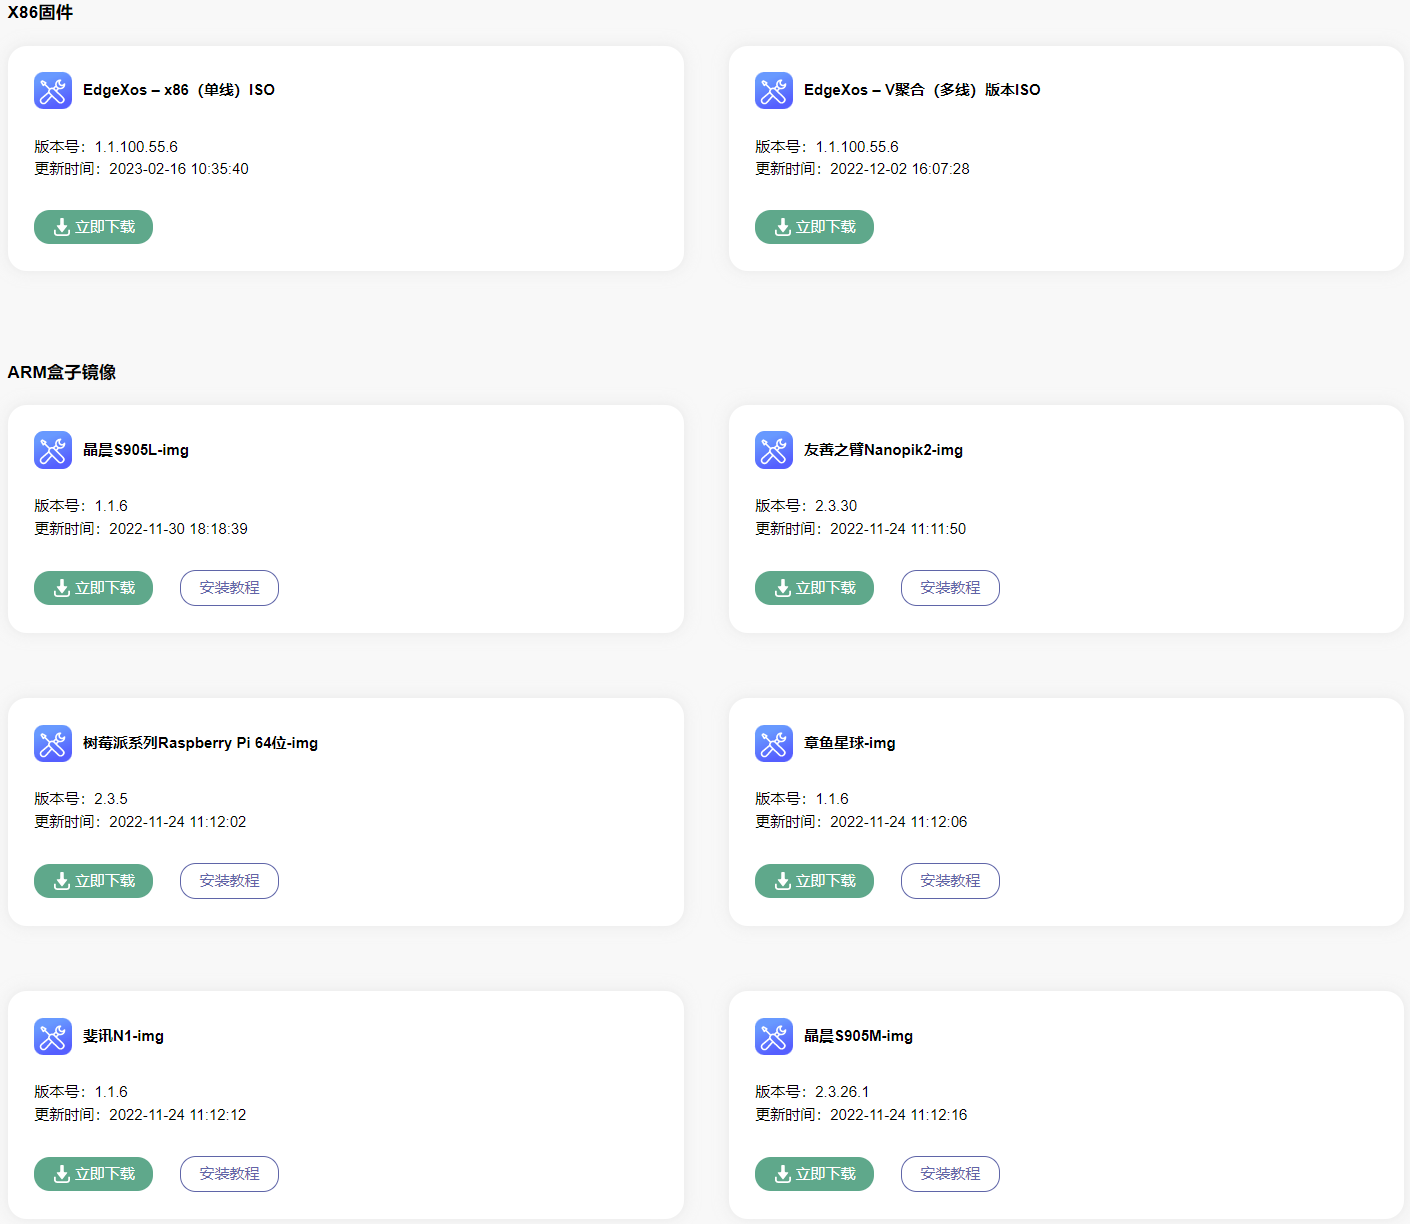 X86固件
EdgeXos – x86（单线）ISO
版本号：1.1.100.55.6
更新时间：2023-02-16 10:35:40
立即下载
EdgeXos – V聚合（多线）版本ISO
版本号：1.1.100.55.6
更新时间：2022-12-02 16:07:28
立即下载
ARM盒子镜像
晶晨S905L-img
版本号：1.1.6
更新时间：2022-11-30 18:18:39
立即下载
安装教程
友善之臂Nanopik2-img
版本号：2.3.30
更新时间：2022-11-24 11:11:50
立即下载
安装教程
树莓派系列Raspberry Pi 64位-img
版本号：2.3.5
更新时间：2022-11-24 11:12:02
立即下载
安装教程
章鱼星球-img
版本号：1.1.6
更新时间：2022-11-24 11:12:06
立即下载
安装教程
斐讯N1-img
版本号：1.1.6
更新时间：2022-11-24 11:12:12
立即下载
安装教程
晶晨S905M-img
版本号：2.3.26.1
更新时间：2022-11-24 11:12:16
立即下载
安装教程